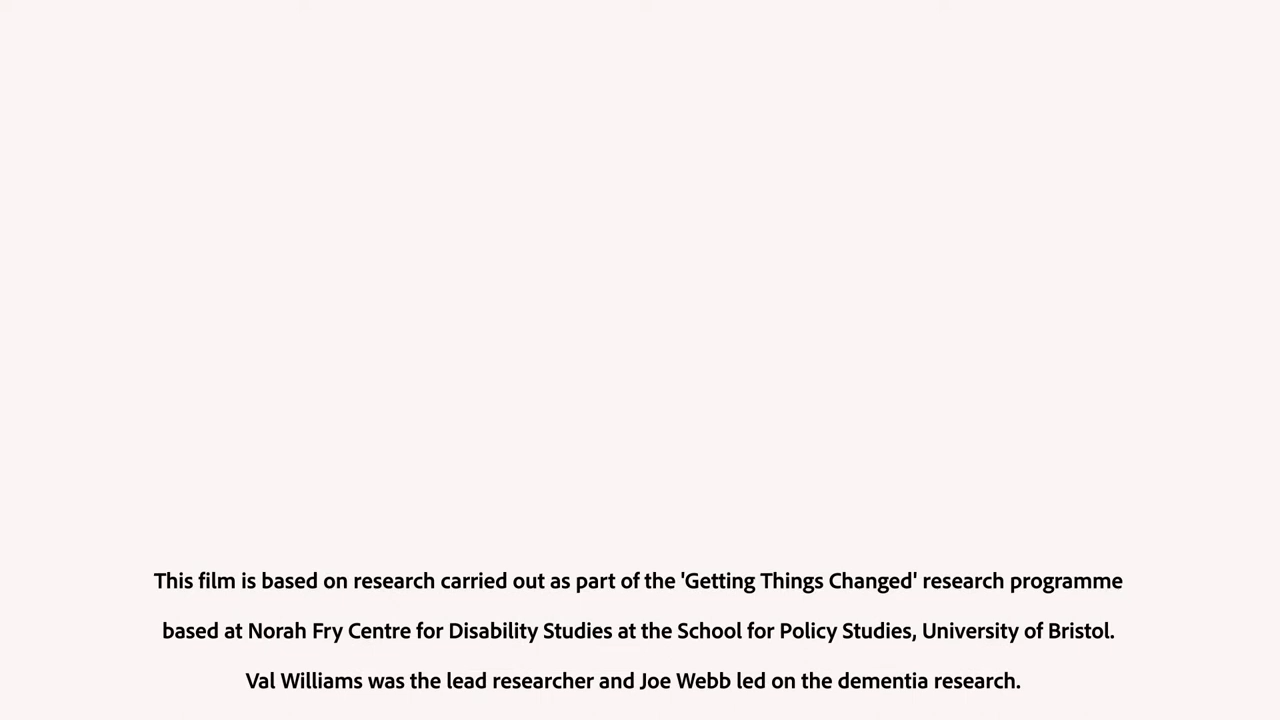 This film is based on research carried out as part of the 'Getting Things Changed' research programme
based at Norah Fry Centre for Disability Studies at the School for Policy Studies, University of Bristol.
Val Williams was the lead researcher and Joe Webb led on the dementia research.